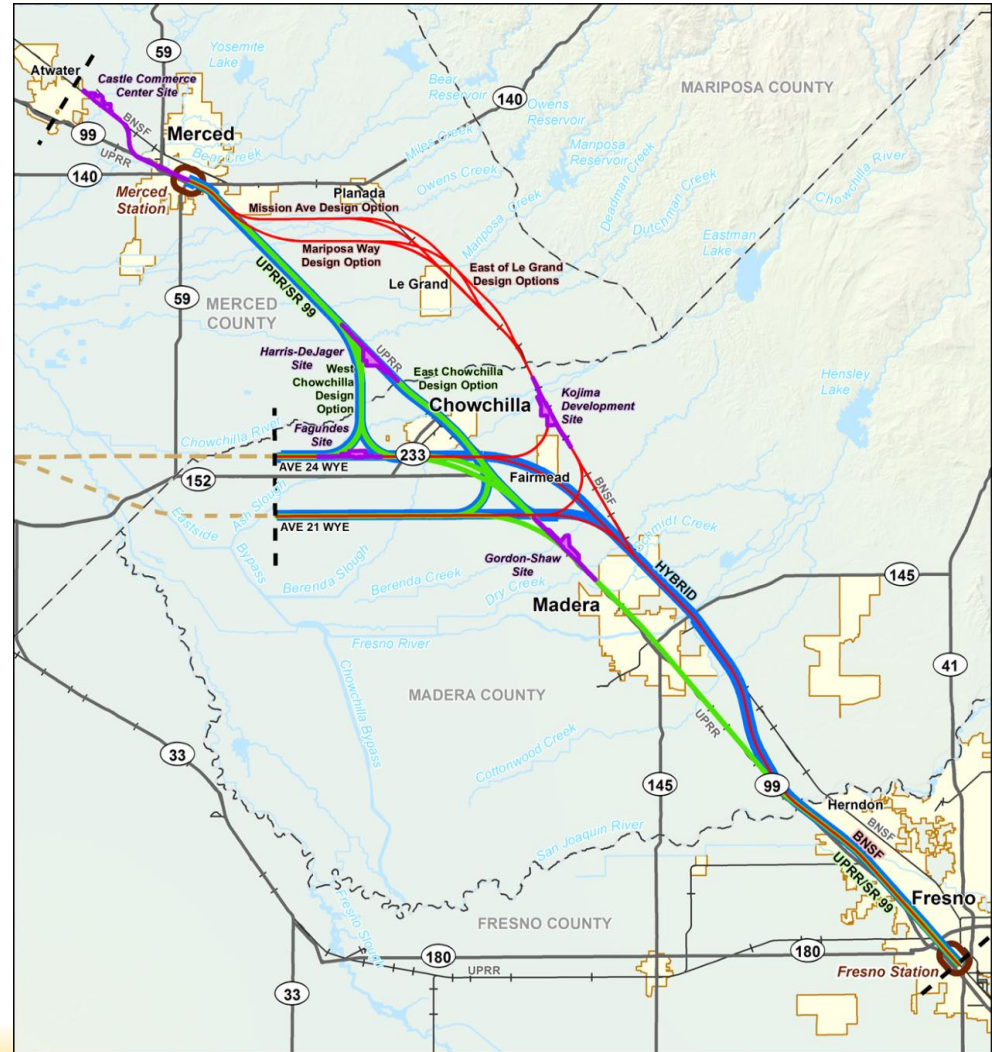 59
Yosemite
Lake
Atwater
Castle Commerce
Center Site
Bear
Reservoir
MARIPOSA COUNTY
140
Owens
Reservoir
99
BNSF
UPRR
Merced
Bear Creek
Miles Creek
Mariposa
Reservoir
Deadman Creek
Dutchman Creek
Chowchilla River
140
Owens Creek
Merced
Station
Planada
Mission Ave Design Option
Mariposa Creek
Eastman
Lake
Mariposa Way
Design Option
East of Le Grand
Design Options
Le Grand
UPRR/SR 99
59
MERCED
COUNTY
Harris-DeJager
Site
UPRR
West
Chowchilla
Design
Option
East Chowchilla
Design Option
Hensley
Lake
Kojima
Development
Site
Chowchilla
Chowchilla River
Fagundes
Site
233
AVE 24 WYE
152
Fairmead
BNSF
Ash Slough
Eastside
Bypass
AVE 21 WYE
Schmidt Creek
Berenda Slough
Berenda Creek
Dry Creek
Gordon-Shaw
Site
HYBRID
145
Madera
Fresno River
41
MADERA COUNTY
Chowchilla Bypass
UPRR
Cottonwood Creek
33
145
99
Herndon
BNSF
San Joaquin River
BNSF
UPRR/SR 99
Fresno
Fresno Slough
FRESNO COUNTY
180
180
UPRR
Fresno Station
33